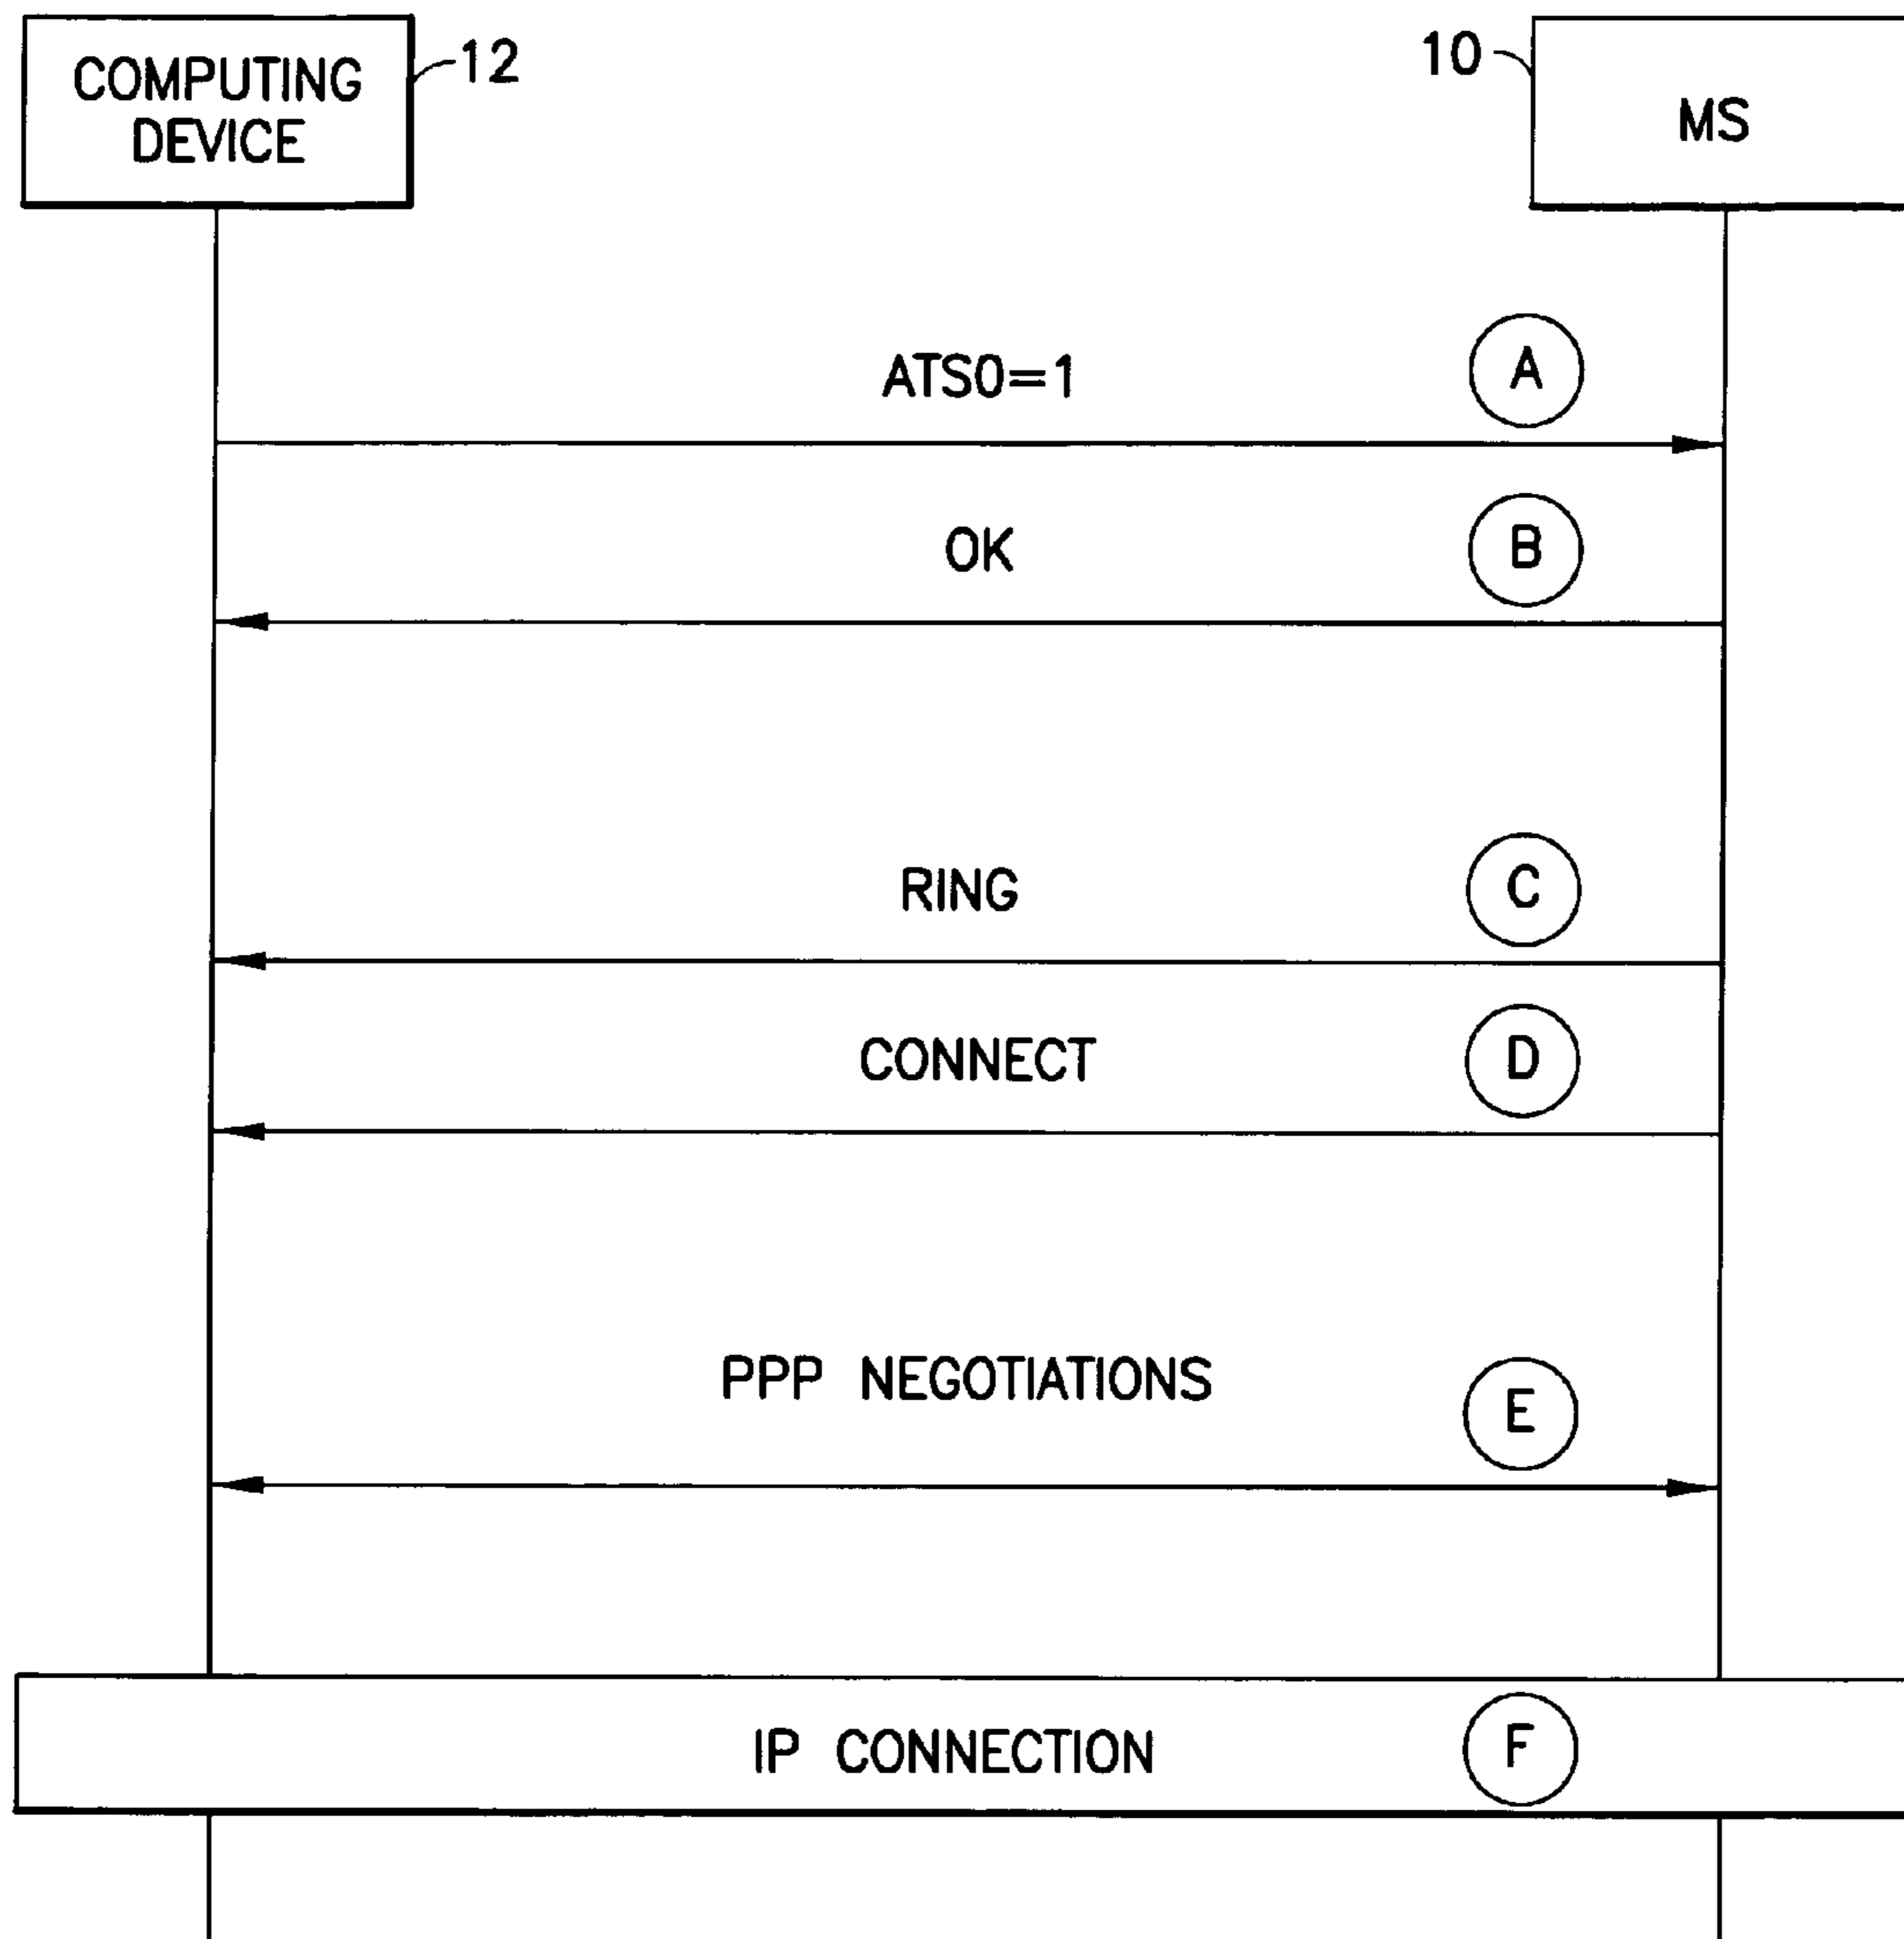 COMPUTING
DEVICE
12
10
MS
ATS0=1
A
OK
B
RING
C
CONNECT
D
PPP NEGOTIATIONS
E
IP CONNECTION
F